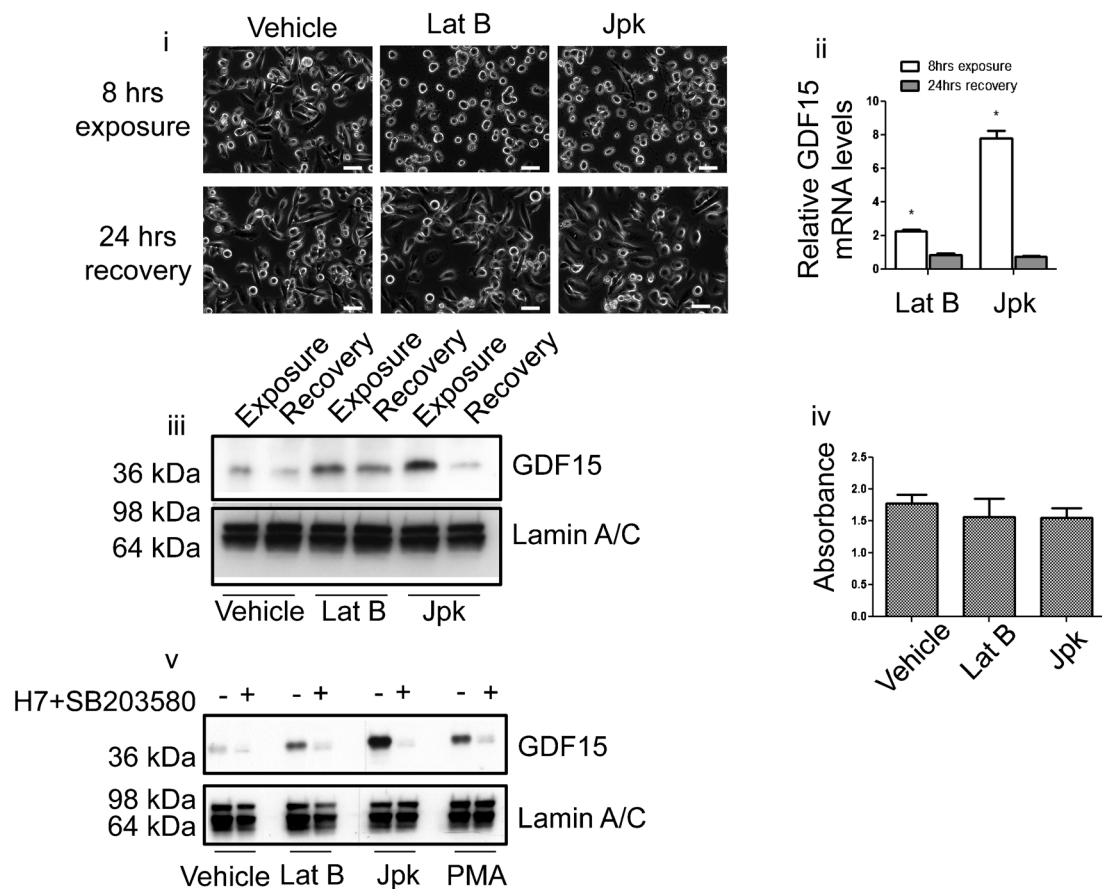 i
Vehicle Lat B Jpk
8 hrs
exposure
24 hrs
recovery
ii
8hrs exposure
24hrs recovery
Relative GDF15
mRNA levels
10
8
6
4
2
0
*
*
Lat B Jpk
iii
Exposure Recovery Exposure Recovery Exposure Recovery
36 kDa GDF15
98 kDa
64 kDa Lamin A/C
Vehicle Lat B Jpk
iv
Absorbance
2.5
2.0
1.5
1.0
0.5
0.0
Vehicle Lat B Jpk
v
H7+SB203580 - + - + - + - +
36 kDa GDF15
98 kDa
64 kDa Lamin A/C
Vehicle Lat B Jpk PMA